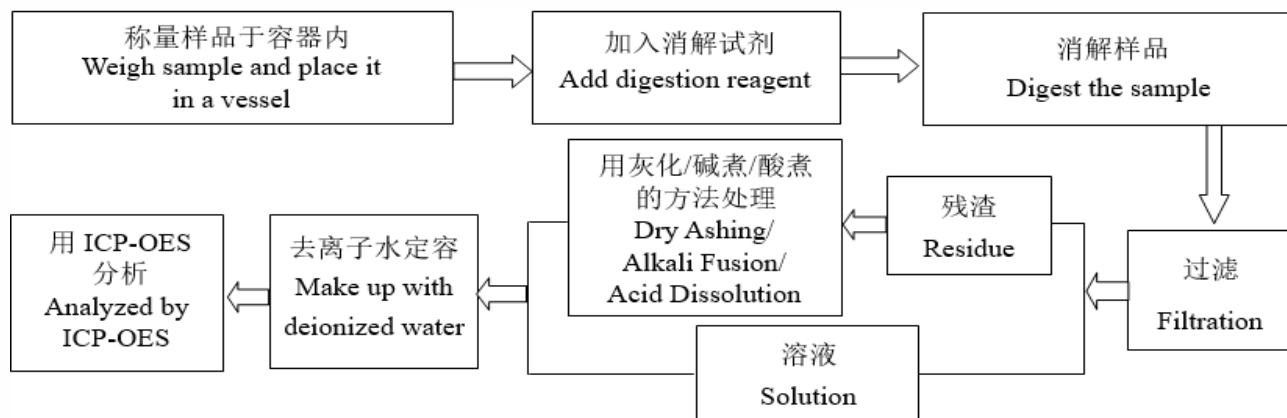 称量样品于容器内
Weigh sample and place it
in a vessel
加入消解试剂
Add digestion reagent
消解样品
Digest the sample
过滤
Filtration
残渣
Residue
用灰化/碱煮/酸煮
的方法处理
Dry Ashing/
Alkali Fusion/
Acid Dissolution
溶液
Solution
去离子水定容
Make up with
deionized water
用 ICP-OES
分析
Analyzed by
ICP-OES